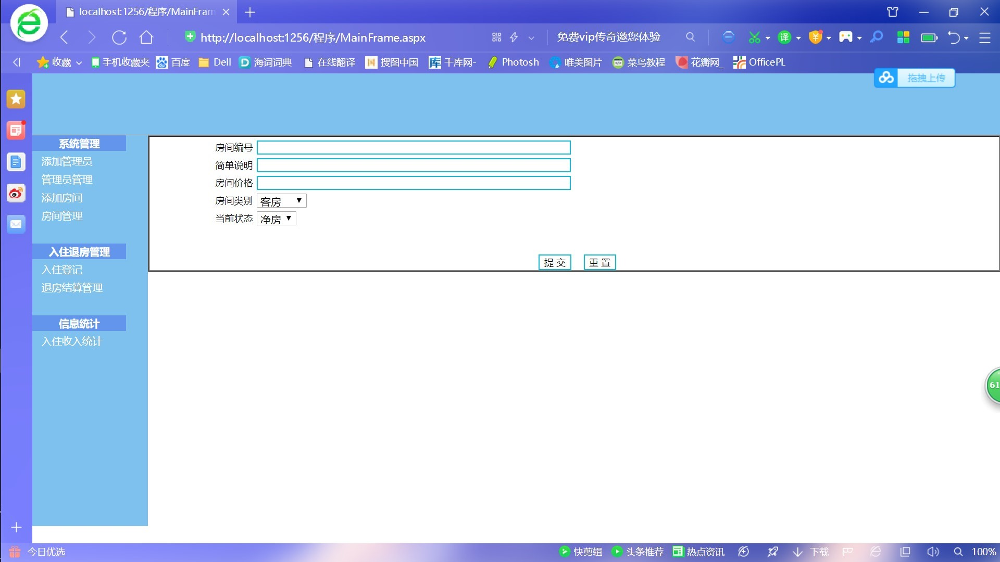 localhost:1256/程序/MainFram
http://localhost:1256/程序/MainFrame.aspx
免费vip传奇邀您体验
译
收藏
手机收藏夹
百度
Dell
海词词典
在线翻译
搜图中国
库 千库网-
Photosh
唯美图片
菜鸟教程
花瓣网_
OfficePL
拖拽上传
系统管理
添加管理员
管理员管理
添加房间
房间管理
入住退房管理
入住登记
退房结算管理
信息统计
入住收入统计
房间编号
简单说明
房间价格
房间类别 客房
当前状态 净房
提 交 重 置
61
今日优选
快剪辑
头条推荐
热点资讯
下载
100%